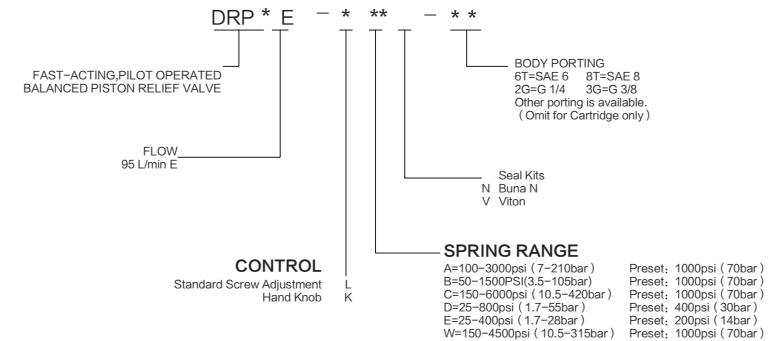 DRP * E - * ** - * *
FAST-ACTING,PILOT OPERATED
BALANCED PISTON RELIEF VALVE
BODY PORTING
6T=SAE 6 8T=SAE 8
2G=G 1/4 3G=G 3/8
Other porting is available.
(Omit for Cartridge only)
FLOW
95 L/min E
Seal Kits
N Buna N
V Viton
CONTROL
Standard Screw Adjustment L
Hand Knob K
SPRING RANGE
A=100-3000psi (7-210bar) Preset: 1000psi (70bar)
B=50-1500PSI(3.5-105bar) Preset: 1000psi (70bar)
C=150-6000psi (10.5-420bar) Preset: 1000psi (70bar)
D=25-800psi (1.7-55bar) Preset: 400psi (30bar)
E=25-400psi (1.7-28bar) Preset: 200psi (14bar)
W=150-4500psi (10.5-315bar) Preset: 1000psi (70bar)